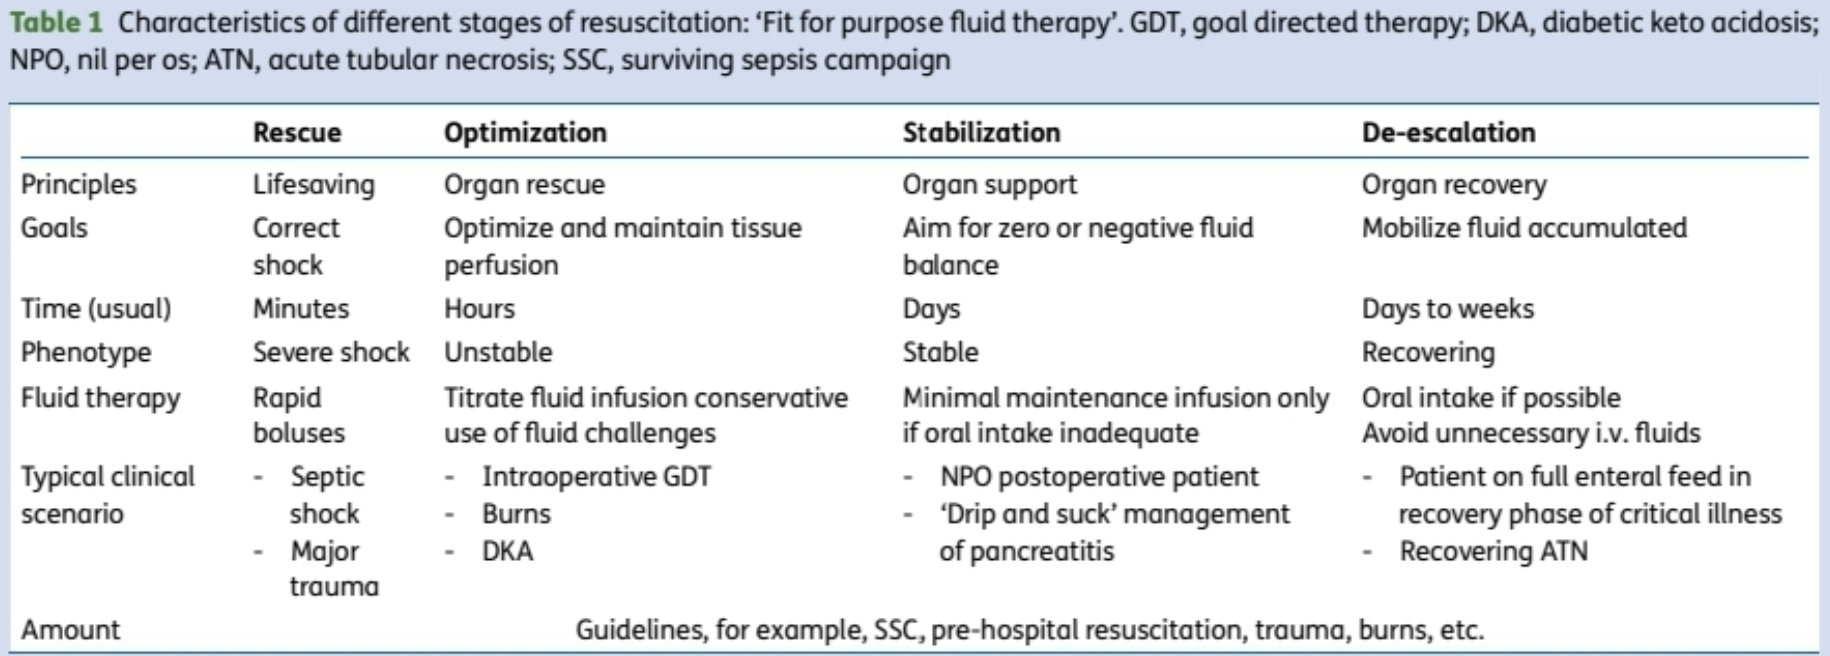 Table 1 Characteristics of different stages of resuscitation: ‘Fit for purpose fluid therapy’. GDT, goal directed therapy; DKA, diabetic keto acidosis;
NPO, nil per os; ATN, acute tubular necrosis; SSC, surviving sepsis campaign
Rescue Optimization Stabilization De-escalation
Principles Lifesaving Organ rescue Organ support Organ recovery
Goals Correct Optimize and maintain tissue Aim for zero or negative fluid Mobilize fluid accumulated
shock perfusion balance
Time (usual) Minutes Hours Days Days to weeks
Phenotype Severe shock Unstable Stable Recovering
Fluid therapy Rapid Titrate fluid infusion conservative Minimal maintenance infusion only Oral intake if possible
boluses use of fluid challenges if oral intake inadequate Avoid unnecessary i.v. fluids
Typical clinical - Septic - Intraoperative GDT - NPO postoperative patient - Patient on full enteral feed in
scenario shock - Burns - ‘Drip and suck’ management recovery phase of critical illness
- Major - DKA of pancreatitis - Recovering ATN
trauma
Amount Guidelines, for example, SSC, pre-hospital resuscitation, trauma, burns, etc.